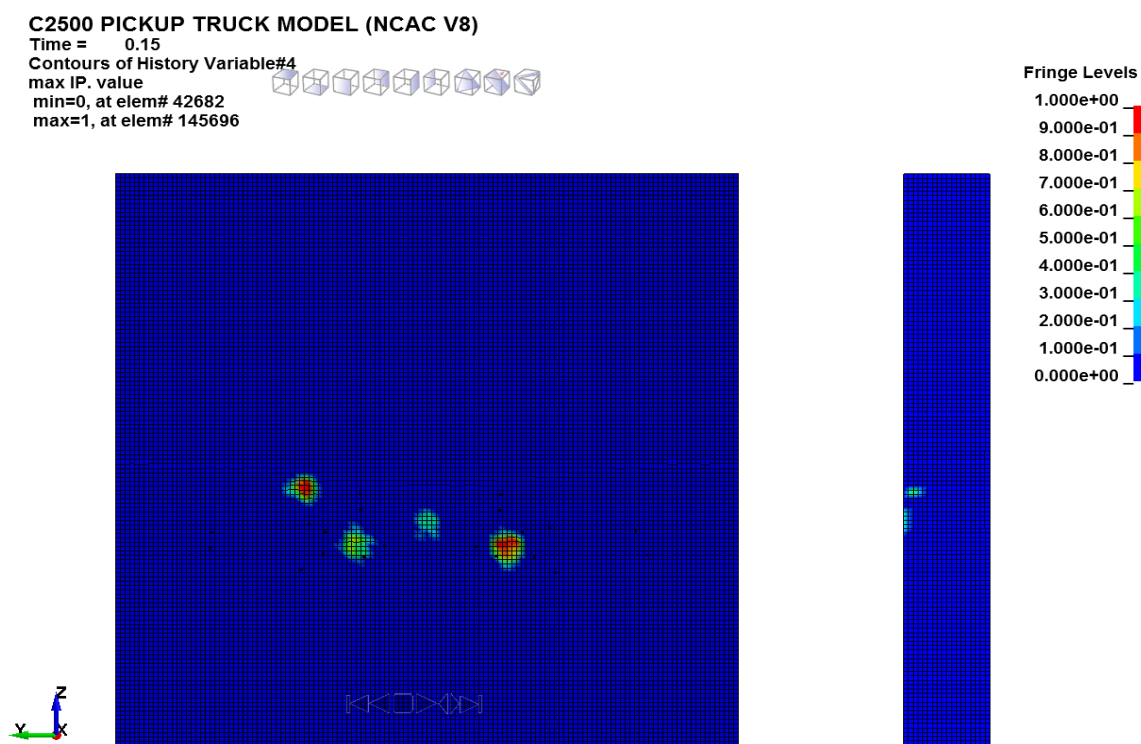 C2500 PICKUP TRUCK MODEL (NCAC V8)
Time =      0.15
Contours of History Variable#4
max IP. value
min=0, at elem# 42682
max=1, at elem# 145696
Fringe Levels
1.000e+00
9.000e-01
8.000e-01
7.000e-01
6.000e-01
5.000e-01
4.000e-01
3.000e-01
2.000e-01
1.000e-01
0.000e+00
Z
Y
X